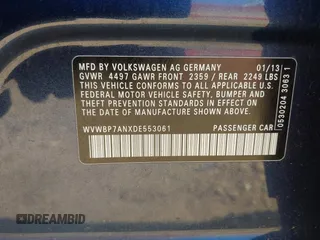 MFD BY VOLKSWAGEN AG GERMANY 01/13
GVWR 4497 GAWR FRONT 2359 / REAR 2249 LBS
THIS VEHICLE CONFORMS TO ALL APPLICABLE U.S.
FEDERAL MOTOR VEHICLE SAFETY, BUMPER, AND
THEFT PREVENTION STANDARDS IN EFFECT ON THE
DATE OF MANUFACTURE SHOWN ABOVE.
WVWBP7ANXDE553061 PASSENGER CAR
0530204 3063 1
DREAMBID